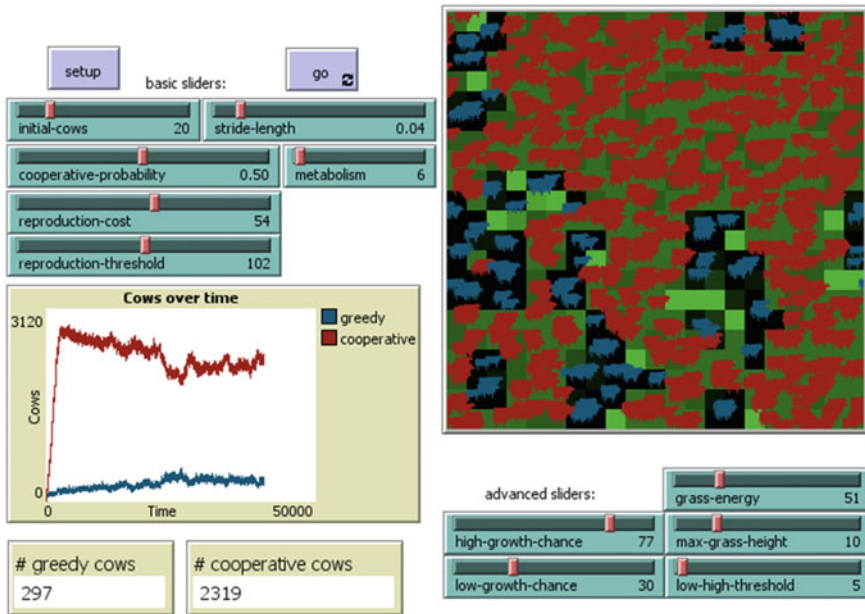 setup
go
basic sliders:
initial-cows 20
stride-length 0.04
cooperative-probability 0.50
metabolism 6
reproduction-cost 54
reproduction-threshold 102
Cows over time
3120
Cows
0
0 Time 50000
greedy
cooperative
# greedy cows
297
# cooperative cows
2319
advanced sliders:
grass-energy 51
high-growth-chance 77
max-grass-height 10
low-growth-chance 30
low-high-threshold 5